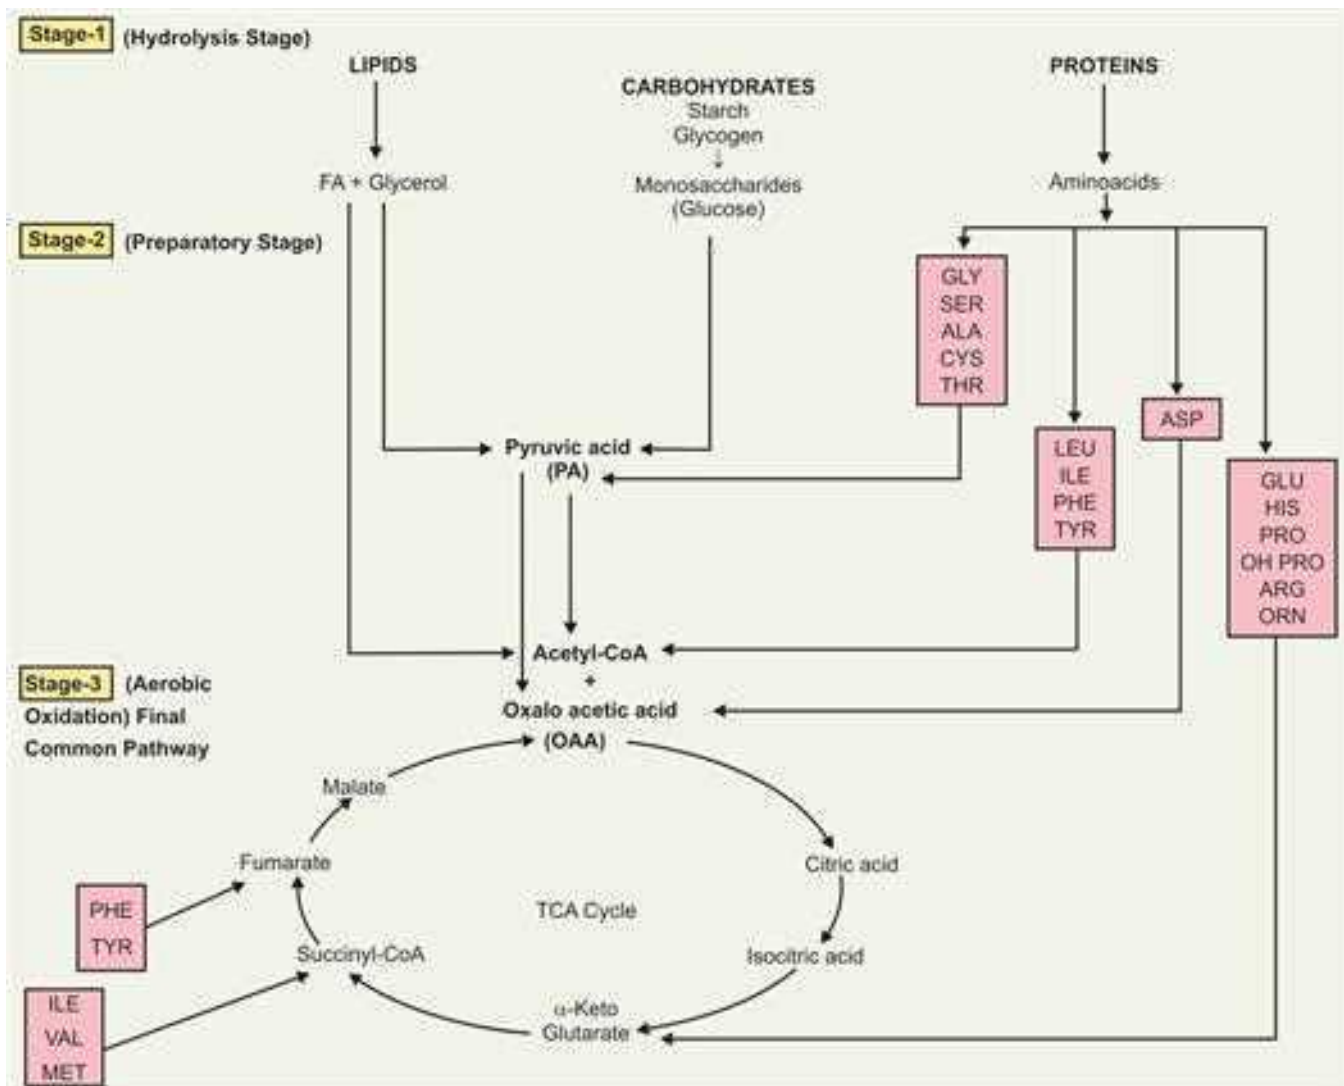 Stage-1 (Hydrolysis Stage)
LIPIDS
CARBOHYDRATES
Starch
Glycogen
Monosaccharides
(Glucose)
PROTEINS
FA + Glycerol
Aminoacids
Stage-2 (Preparatory Stage)
GLY
SER
ALA
CYS
THR
LEU
ILE
PHE
TYR
ASP
GLU
HIS
PRO
OH PRO
ARG
ORN
Pyruvic acid
(PA)
Acetyl-CoA
+
Oxalo acetic acid
(OAA)
Stage-3 (Aerobic
Oxidation) Final
Common Pathway
Malate
Fumarate
Succinyl-CoA
α-Keto
Glutarate
Isocitric acid
Citric acid
TCA Cycle
PHE
TYR
ILE
VAL
MET